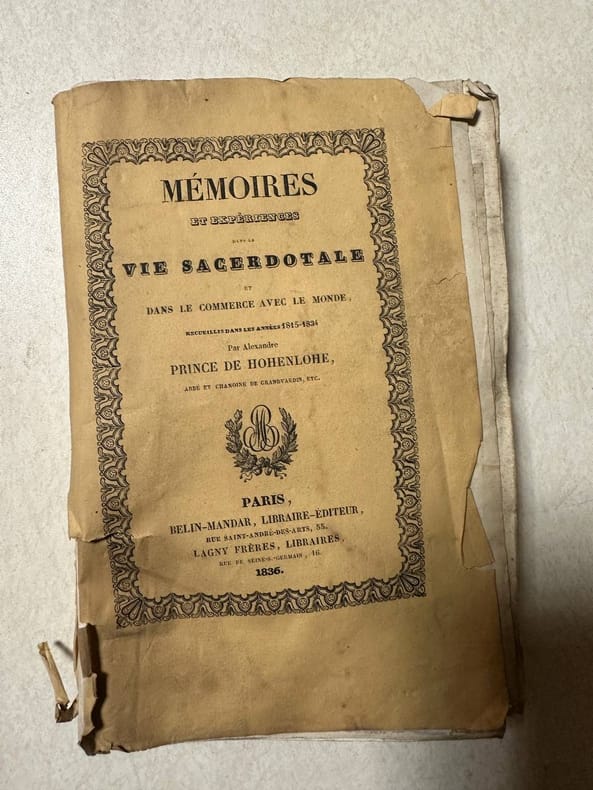 MÉMOIRES
ET EXPÉRIENCES
DANS LA
VIE SACERDOTALE
ET
DANS LE COMMERCE AVEC LE MONDE,
RECUEILLIS DANS LES ANNÉES 1815-1834
Par Alexandre
PRINCE DE HOHENLOHE,
ABBÉ ET CHANOINE DE GRANDVARDIN, ETC.
PARIS,
BELIN-MANDAR, LIBRAIRE-ÉDITEUR,
RUE SAINT-ANDRÉ-DES-ARTS, 55.
LAGNY FRÈRES, LIBRAIRES,
RUE DE SEINE-S.-GERMAIN, 16.
1836.